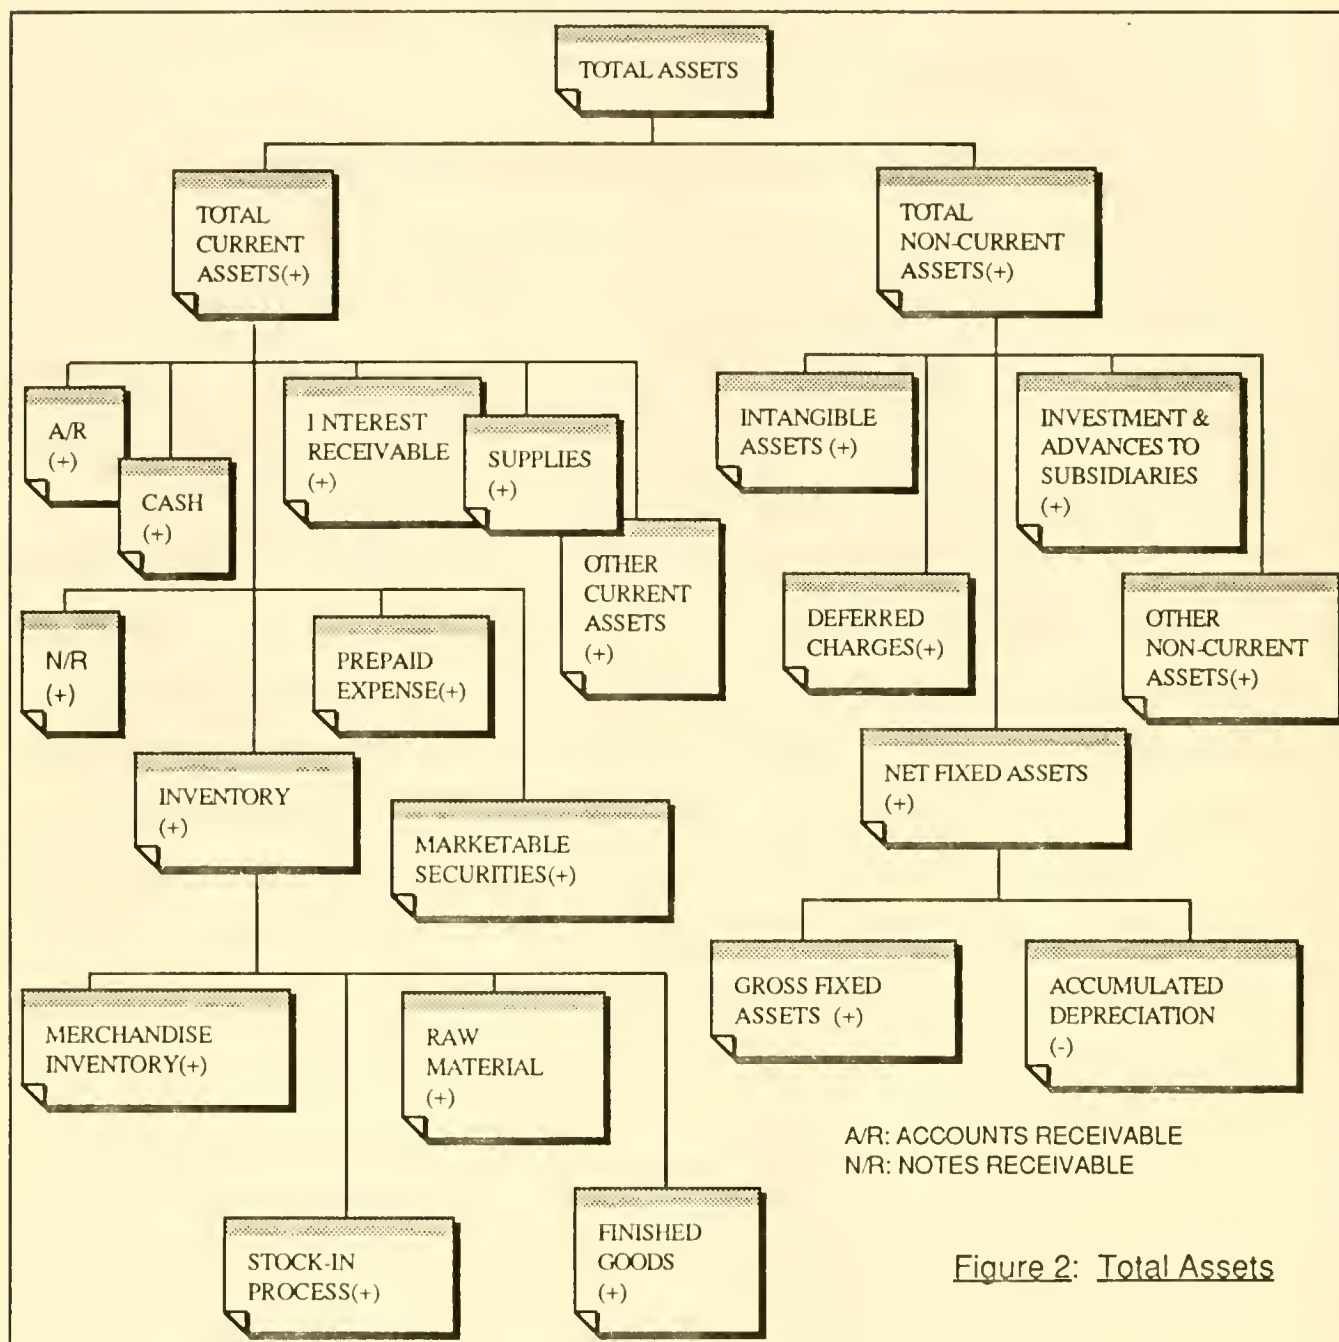 TOTAL ASSETS
TOTAL
CURRENT
ASSETS(+)
TOTAL
NON-CURRENT
ASSETS(+)
A/R
(+)
CASH
(+)
I NTEREST
RECEIVABLE
(+)
SUPPLIES
(+)
OTHER
CURRENT
ASSETS
(+)
INTANGIBLE
ASSETS (+)
INVESTMENT &
ADVANCES TO
SUBSIDIARIES
(+)
DEFERRED
CHARGES(+)
OTHER
NON-CURRENT
ASSETS(+)
N/R
(+)
PREPAID
EXPENSE(+)
INVENTORY
(+)
MARKETABLE
SECURITIES(+)
NET FIXED ASSETS
(+)
GROSS FIXED
ASSETS (+)
ACCUMULATED
DEPRECIATION
(-)
MERCHANDISE
INVENTORY(+)
RAW
MATERIAL
(+)
STOCK-IN
PROCESS(+)
FINISHED
GOODS
(+)
A/R: ACCOUNTS RECEIVABLE
N/R: NOTES RECEIVABLE
Figure 2: Total Assets